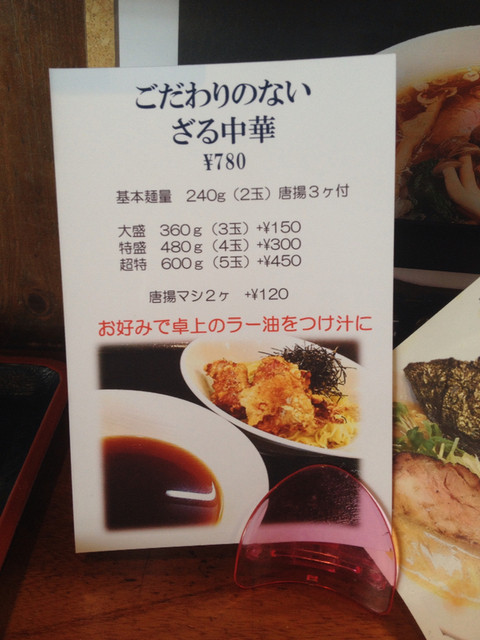 ごだわりのない
ざる中華
¥780
基本麺量 240g（2玉）唐揚３ヶ付
大盛 360g（3玉）+¥150
特盛 480g（4玉）+¥300
超特 600g（5玉）+¥450
唐揚マシ２ヶ +¥120
お好みで卓上のラー油をつけ汁に